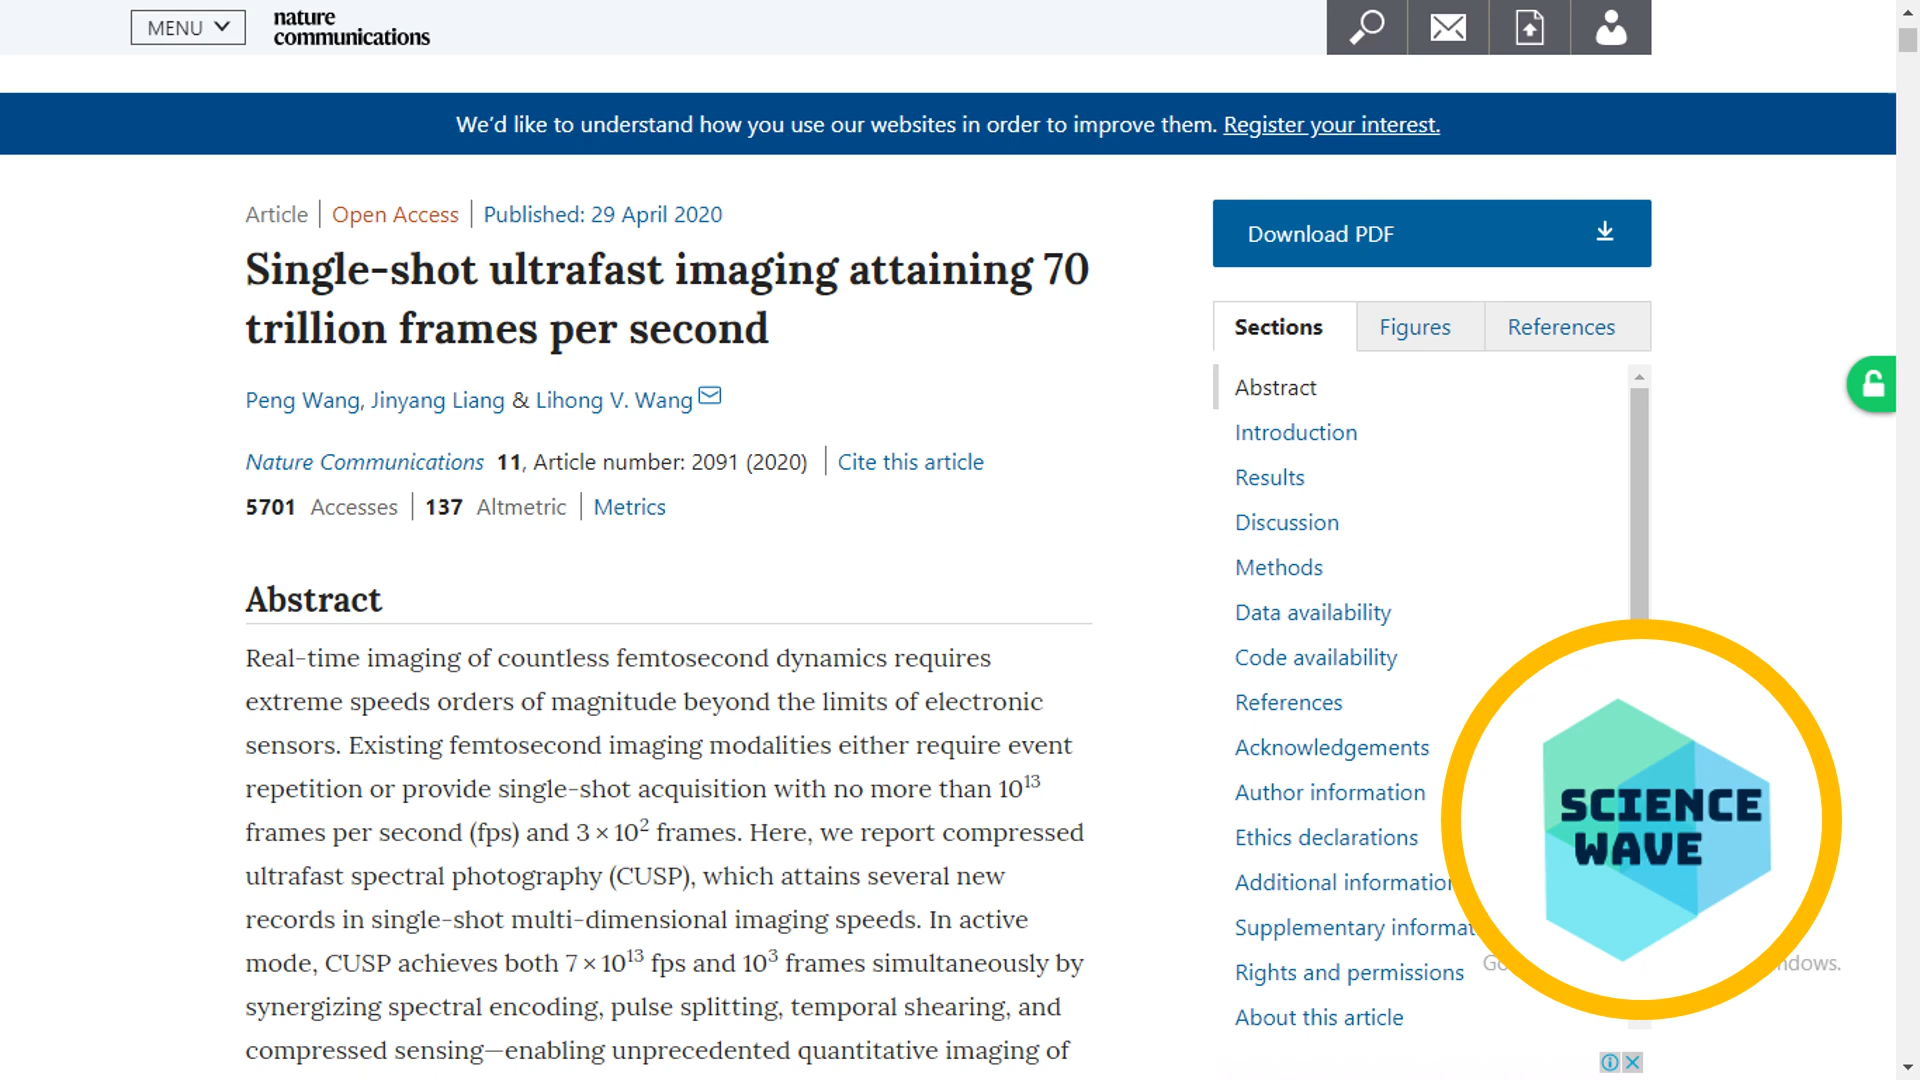 MENU
nature
communications
We'd like to understand how you use our websites in order to improve them. Register your interest.
Article Open Access Published: 29 April 2020
Single-shot ultrafast imaging attaining 70
trillion frames per second
Peng Wang, Jinyang Liang & Lihong V. Wang
Nature Communications 11, Article number: 2091 (2020) Cite this article
5701 Accesses 137 Altmetric Metrics
Abstract
Real-time imaging of countless femtosecond dynamics requires
extreme speeds orders of magnitude beyond the limits of electronic
sensors. Existing femtosecond imaging modalities either require event
repetition or provide single-shot acquisition with no more than 10¹³
frames per second (fps) and 3 × 10² frames. Here, we report compressed
ultrafast spectral photography (CUSP), which attains several new
records in single-shot multi-dimensional imaging speeds. In active
mode, CUSP achieves both 7 × 10¹³ fps and 10³ frames simultaneously by
synergizing spectral encoding, pulse splitting, temporal shearing, and
compressed sensing—enabling unprecedented quantitative imaging of
Download PDF
Sections Figures References
Abstract
Introduction
Results
Discussion
Methods
Data availability
Code availability
References
Acknowledgements
Author information
Ethics declarations
Additional information
Supplementary informat
Rights and permissions
About this article
SCIENCE
WAVE